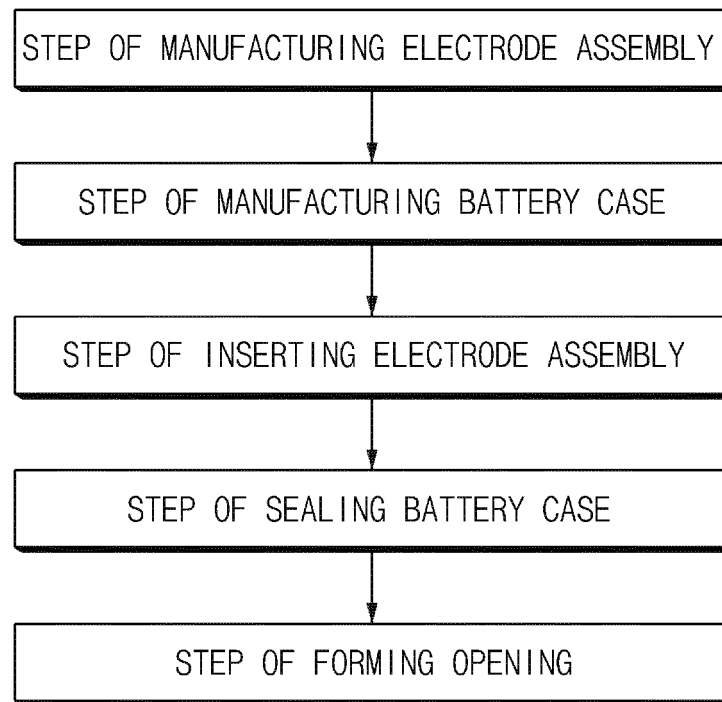 STEP OF MANUFACTURING ELECTRODE ASSEMBLY
STEP OF MANUFACTURING BATTERY CASE
STEP OF INSERTING ELECTRODE ASSEMBLY
STEP OF SEALING BATTERY CASE
STEP OF FORMING OPENING